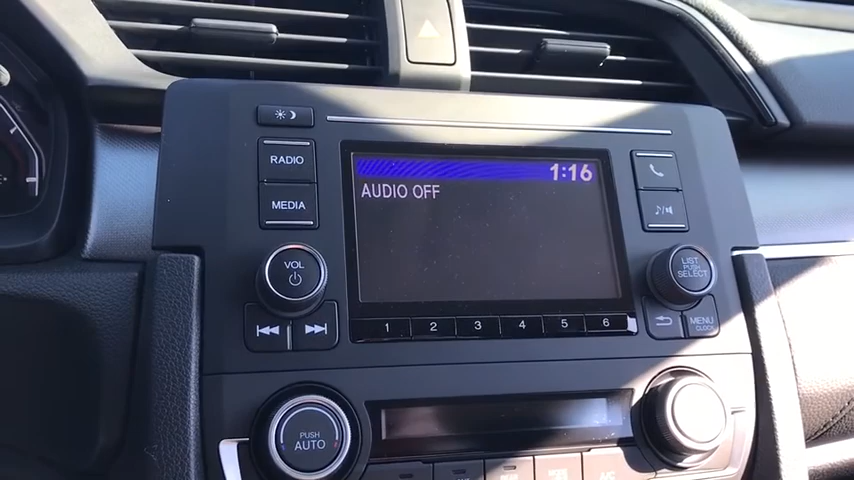 RADIO
MEDIA
1:16
AUDIO OFF
VOL
LIST
PUSH
SELECT
1 2 3 4 5 6
MENU
CLOCK
PUSH
AUTO
A/C